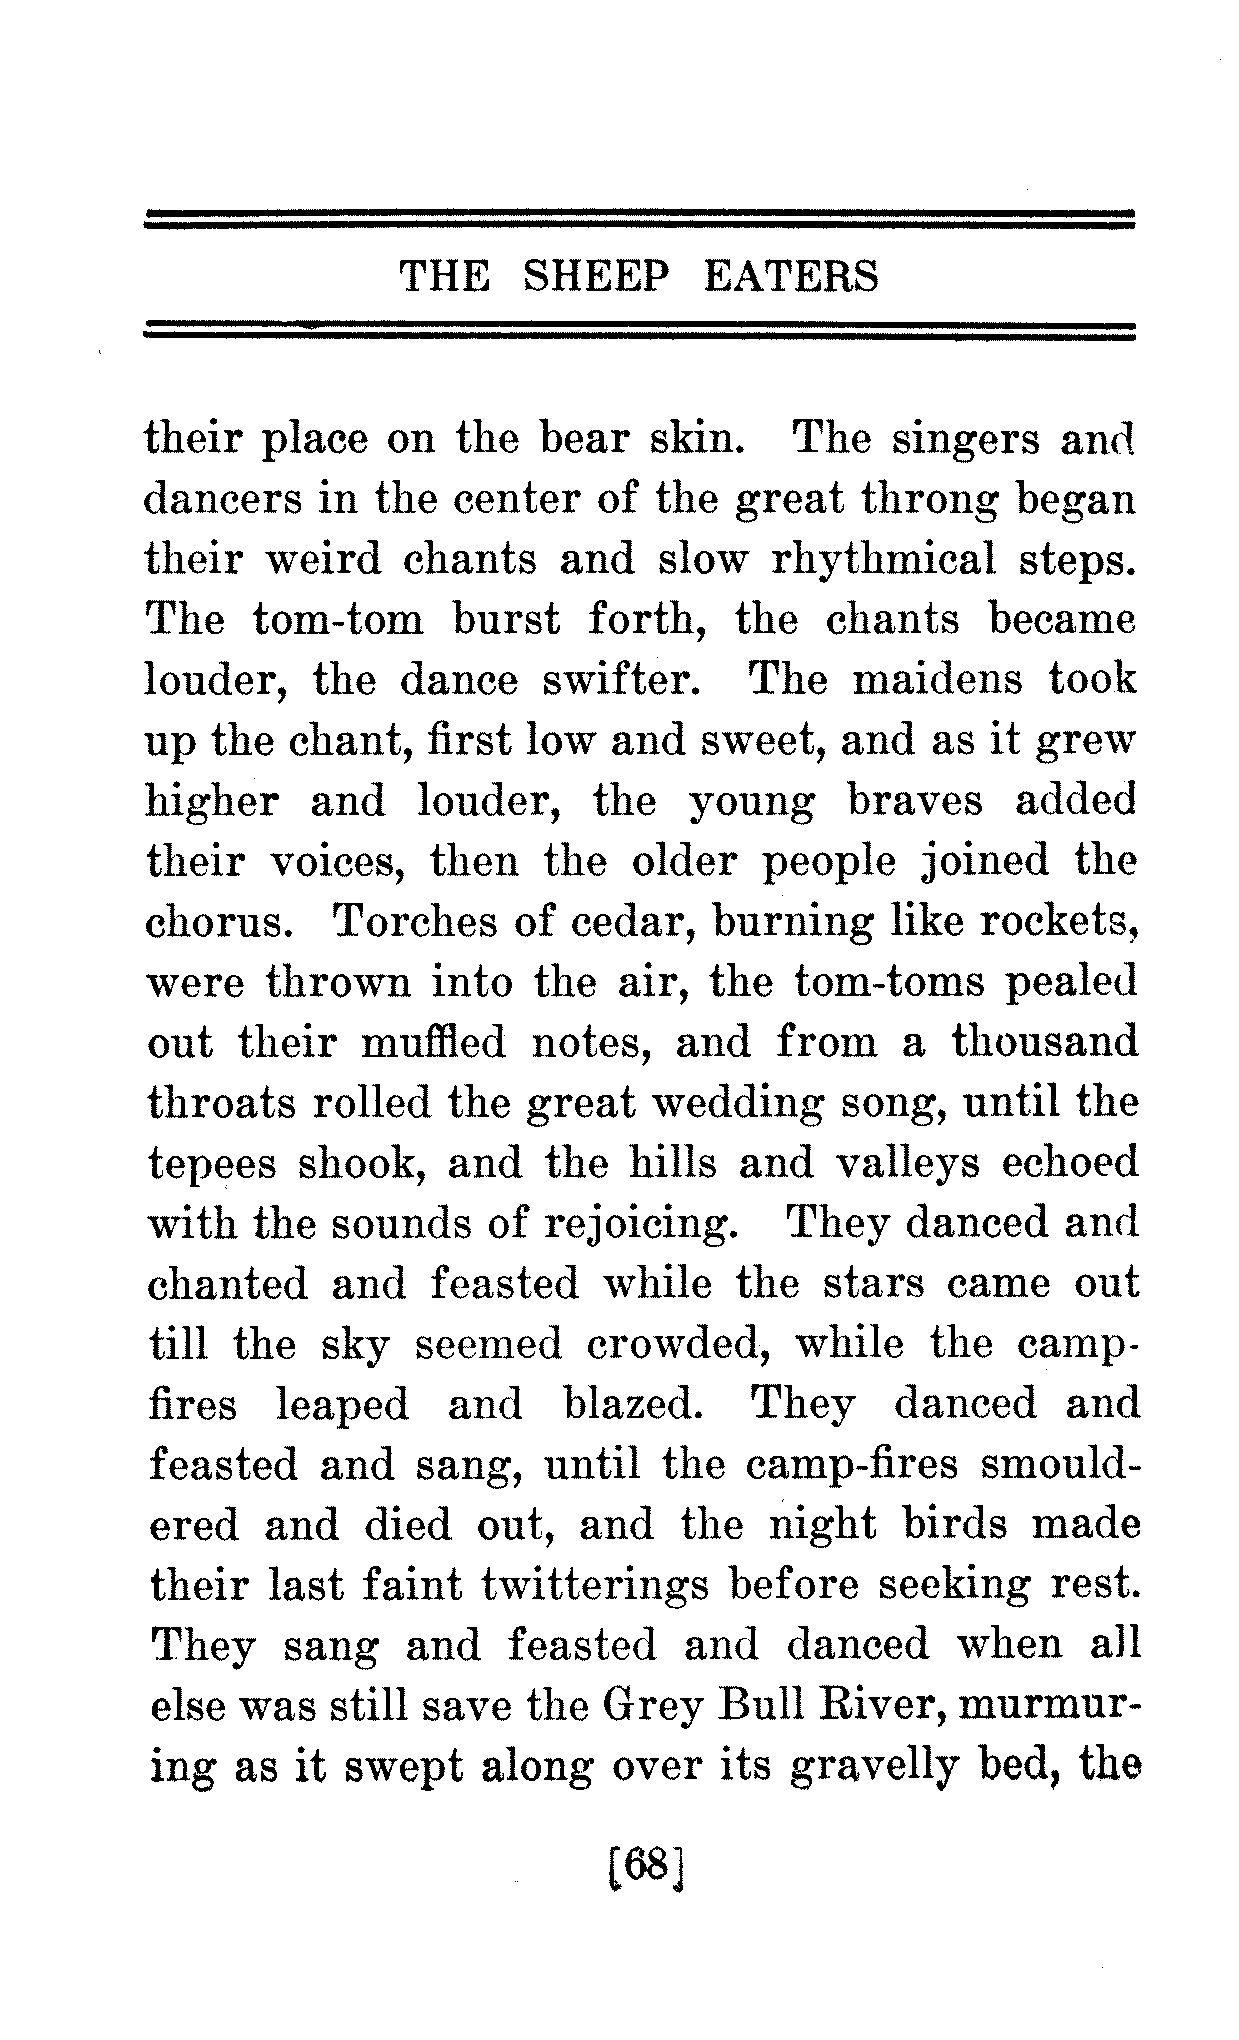 THE SHEEP EATERS
their place on the bear skin. The singers and
dancers in the center of the great throng began
their weird chants and slow rhythmical steps.
The tom-tom burst forth, the chants became
louder, the dance swifter. The maidens took
up the chant, first low and sweet, and as it grew
higher and louder, the young braves added
their voices, then the older people joined the
chorus. Torches of cedar, burning like rockets,
were thrown into the air, the tom-toms pealed
out their muffled notes, and from a thousand
throats rolled the great wedding song, until the
tepees shook, and the hills and valleys echoed
with the sounds of rejoicing. They danced and
chanted and feasted while the stars came out
till the sky seemed crowded, while the camp-
fires leaped and blazed. They danced and
feasted and sang, until the camp-fires smould-
ered and died out, and the night birds made
their last faint twitterings before seeking rest.
They sang and feasted and danced when all
else was still save the Grey Bull River, murmur-
ing as it swept along over its gravelly bed, the
[68]